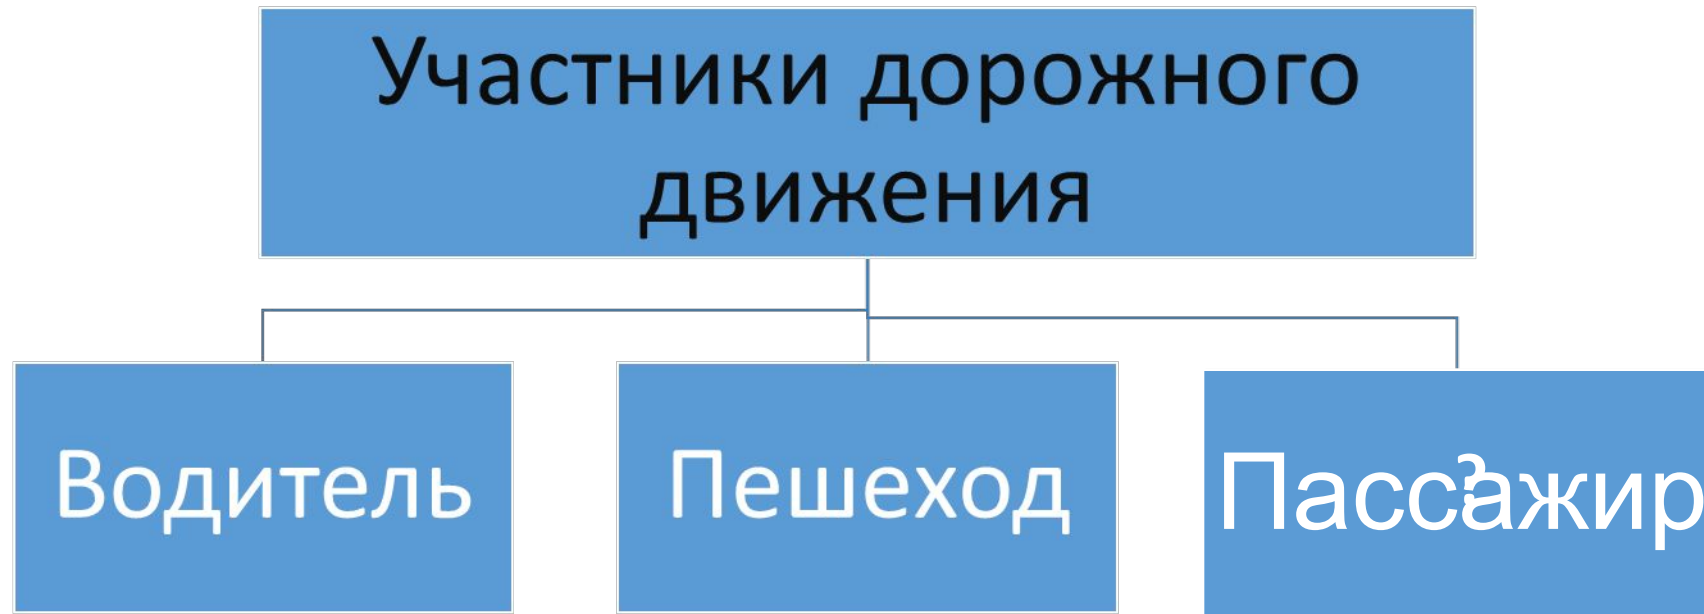 Участники дорожного
движения
Водитель
Пешеход
Пассажир
?